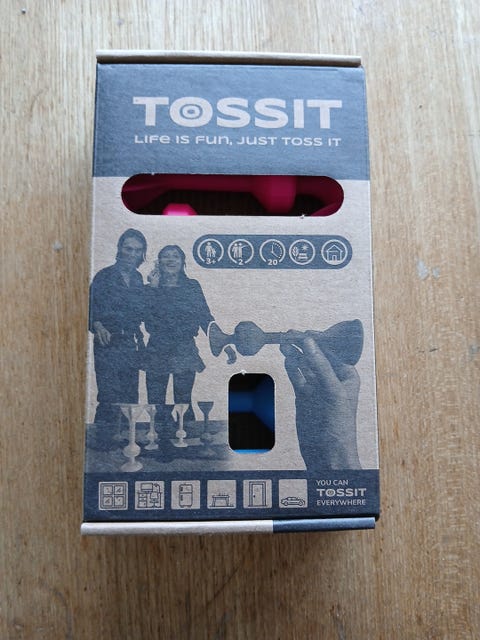 TOSSIT
LIFE IS FUN, JUST TOSS IT
3+ 2 20'
YOU CAN
TOSSIT
EVERYWHERE